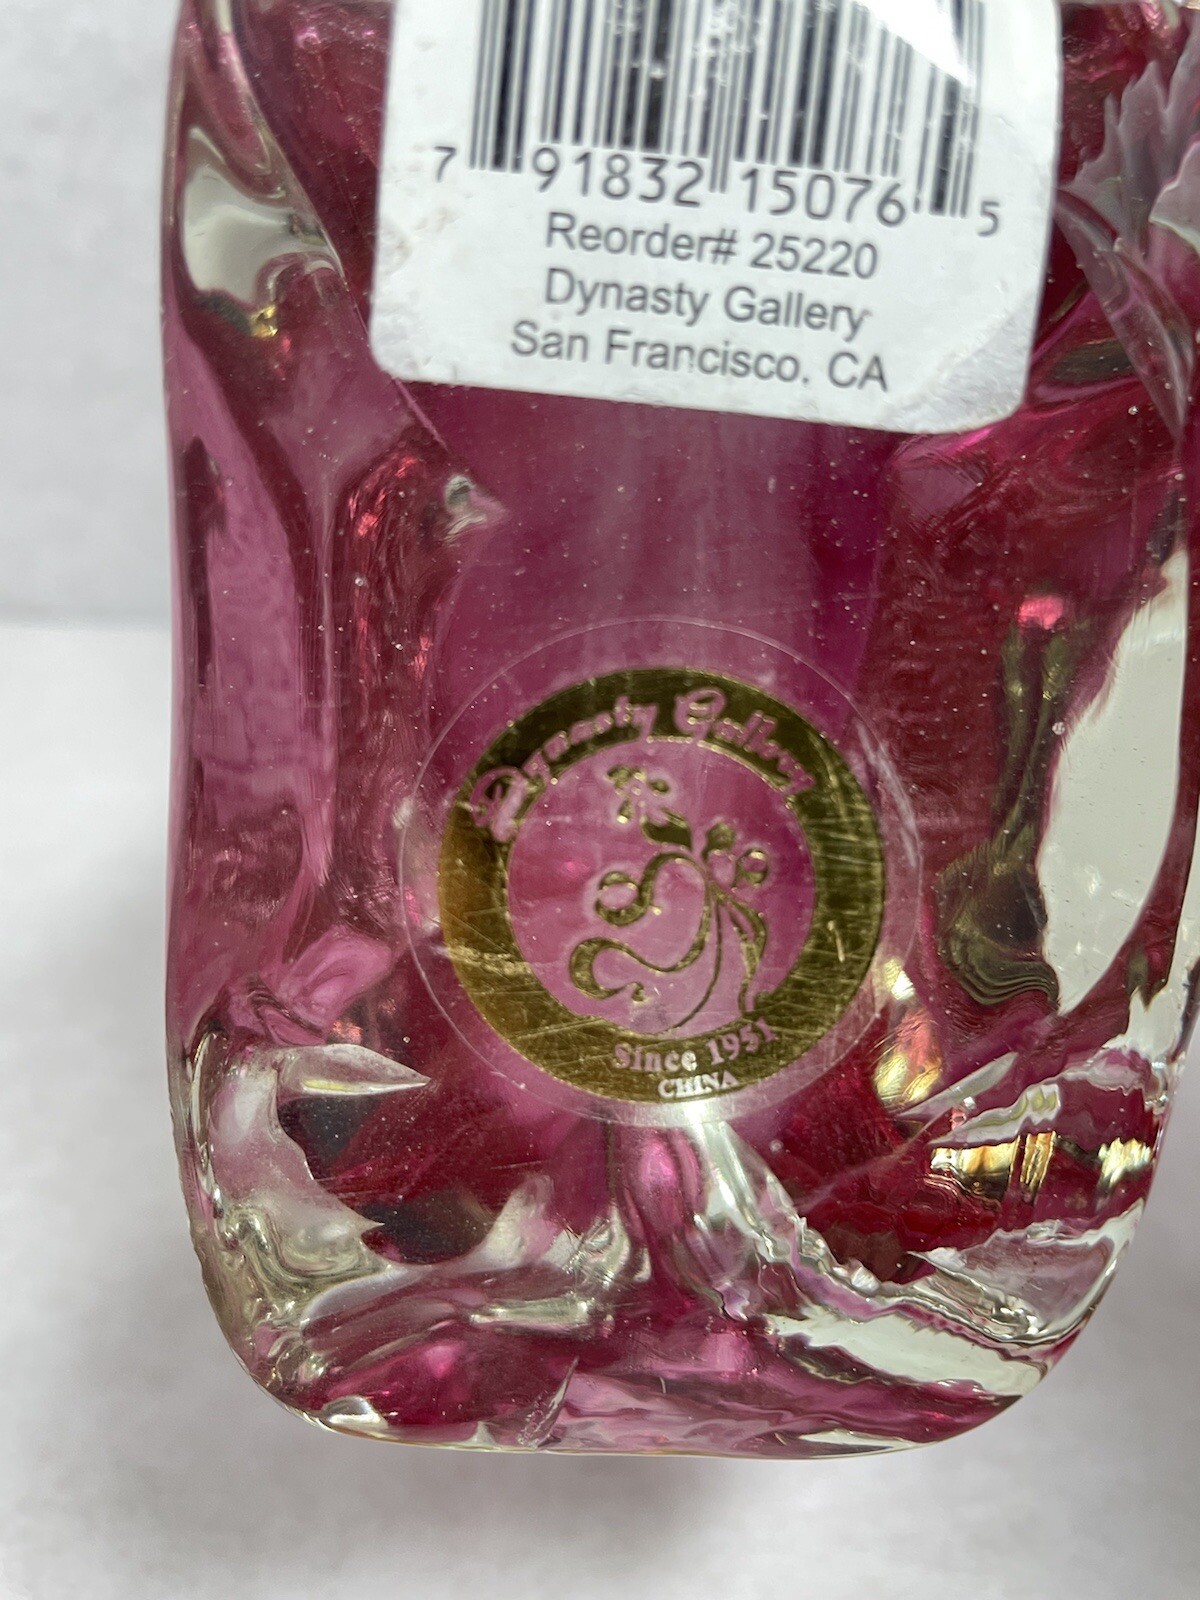 7 91832 15076 5
Reorder# 25220
Dynasty Gallery
San Francisco. CA
Dynasty Gallery
Since 1951
CHINA